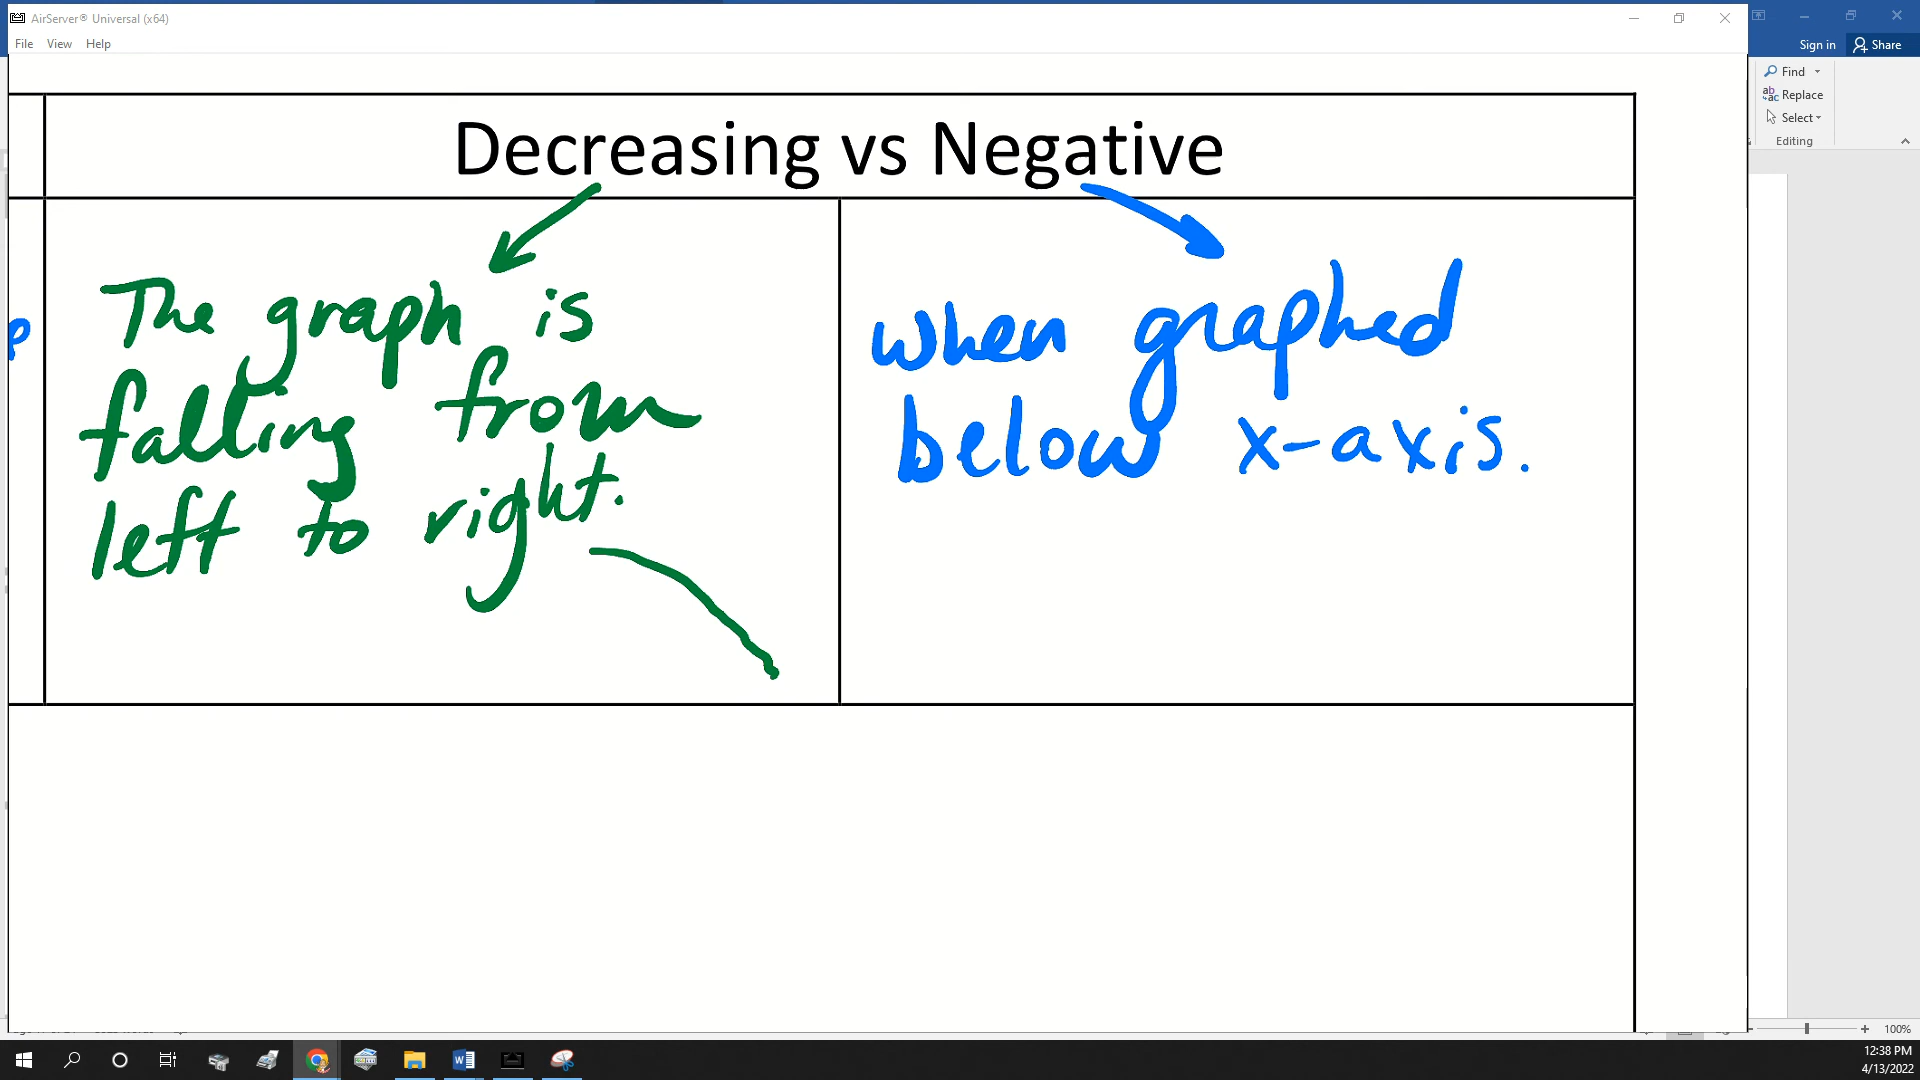 AirServer® Universal (x64)
File View Help
Sign in Share
Find
Replace
Select
Editing
Decreasing vs Negative
The graph is
falling from
left to right.
when graphed
below x-axis.
p
100%
12:38 PM
4/13/2022